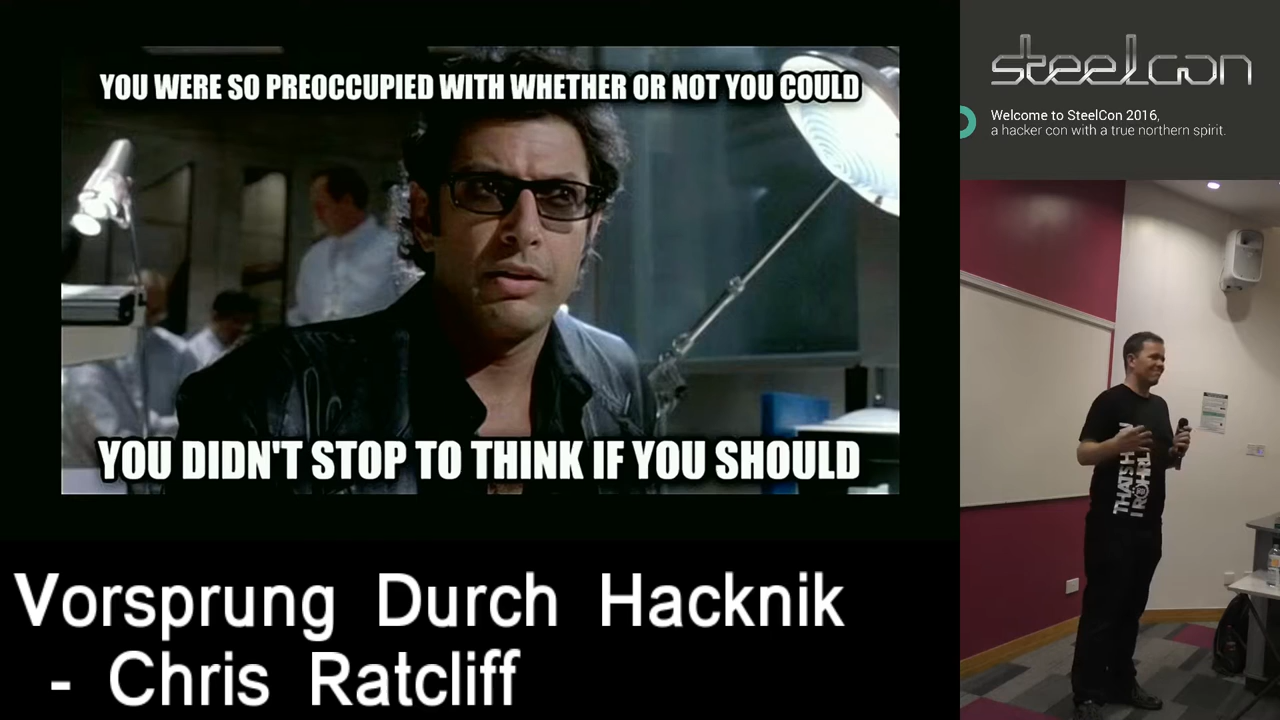 YOU WERE SO PREOCCUPIED WITH WHETHER OR NOT YOU COULD
YOU DIDN'T STOP TO THINK IF YOU SHOULD
Vorsprung Durch Hacknik
- Chris Ratcliff
steelcon
Welcome to SteelCon 2016,
a hacker con with a true northern spirit.